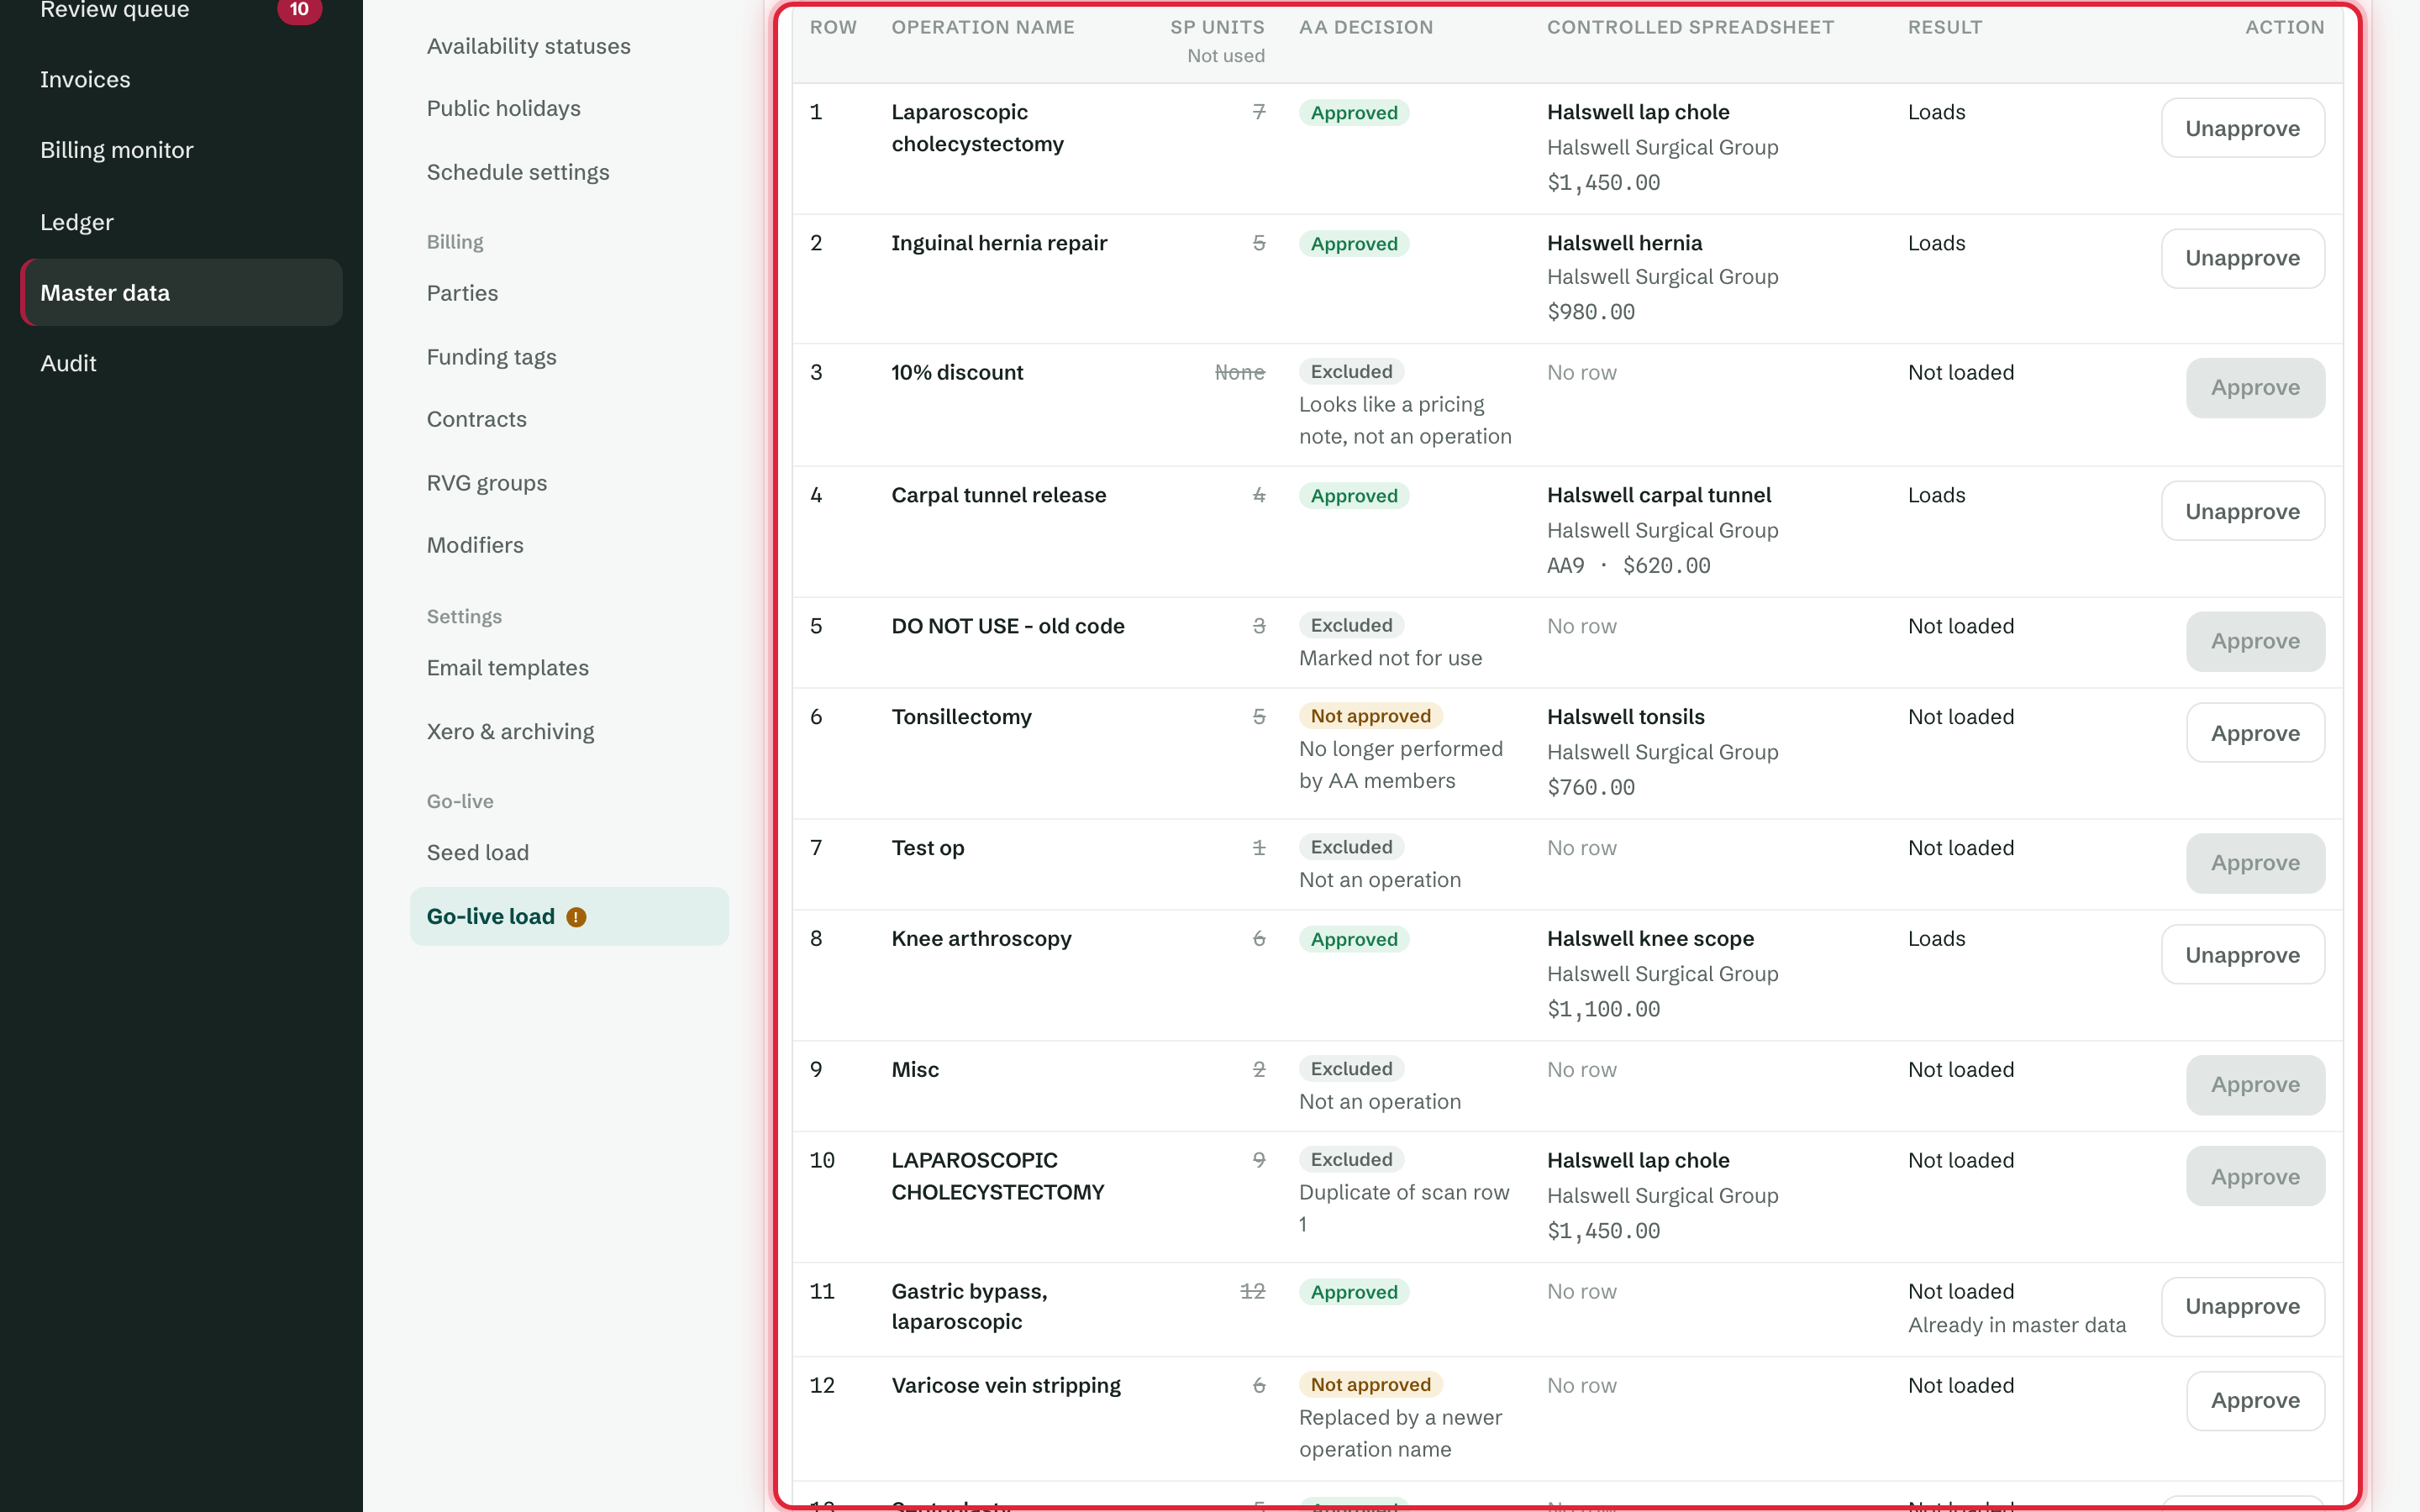 Review queue
10
Invoices
Billing monitor
Ledger
Master data
Audit
Availability statuses
Public holidays
Schedule settings
Billing
Parties
Funding tags
Contracts
RVG groups
Modifiers
Settings
Email templates
Xero & archiving
Go-live
Seed load
Go-live load !
ROW OPERATION NAME SP UNITS AA DECISION CONTROLLED SPREADSHEET RESULT ACTION
Not used
1 Laparoscopic 7 Approved Halswell lap chole Loads Unapprove
cholecystectomy Halswell Surgical Group
$1,450.00
2 Inguinal hernia repair 5 Approved Halswell hernia Loads Unapprove
Halswell Surgical Group
$980.00
3 10% discount None Excluded No row Not loaded Approve
Looks like a pricing
note, not an operation
4 Carpal tunnel release 4 Approved Halswell carpal tunnel Loads Unapprove
Halswell Surgical Group
AA9 · $620.00
5 DO NOT USE - old code 3 Excluded No row Not loaded Approve
Marked not for use
6 Tonsillectomy 5 Not approved Halswell tonsils Not loaded Approve
No longer performed Halswell Surgical Group
by AA members $760.00
7 Test op 1 Excluded No row Not loaded Approve
Not an operation
8 Knee arthroscopy 6 Approved Halswell knee scope Loads Unapprove
Halswell Surgical Group
$1,100.00
9 Misc 2 Excluded No row Not loaded Approve
Not an operation
10 LAPAROSCOPIC 9 Excluded Halswell lap chole Not loaded Approve
CHOLECYSTECTOMY Duplicate of scan row Halswell Surgical Group
1 $1,450.00
11 Gastric bypass, 12 Approved No row Not loaded Unapprove
laparoscopic Already in master data
12 Varicose vein stripping 6 Not approved No row Not loaded Approve
Replaced by a newer
operation name